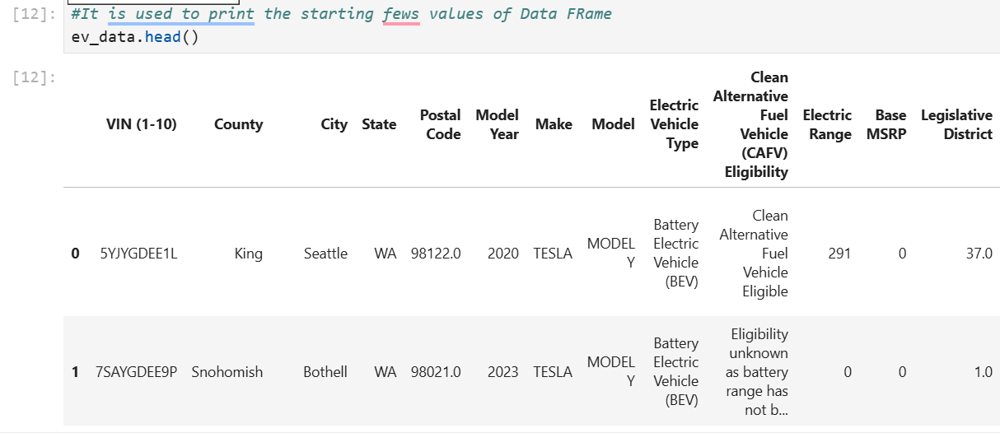 [12]: #It is used to print the starting fews values of Data FRame
ev_data.head()
[12]:
VIN (1-10) County City State Postal Code Model Year Make Model Electric Vehicle Type Clean Alternative Fuel Vehicle (CAFV) Eligibility Electric Range Base MSRP Legislative District
0 5YJYGDEE1L King Seattle WA 98122.0 2020 TESLA MODEL Y Battery Electric Vehicle (BEV) Clean Alternative Fuel Vehicle Eligible 291 0 37.0
1 7SAYGDEE9P Snohomish Bothell WA 98021.0 2023 TESLA MODEL Y Battery Electric Vehicle (BEV) Eligibility unknown as battery range has not b... 0 0 1.0